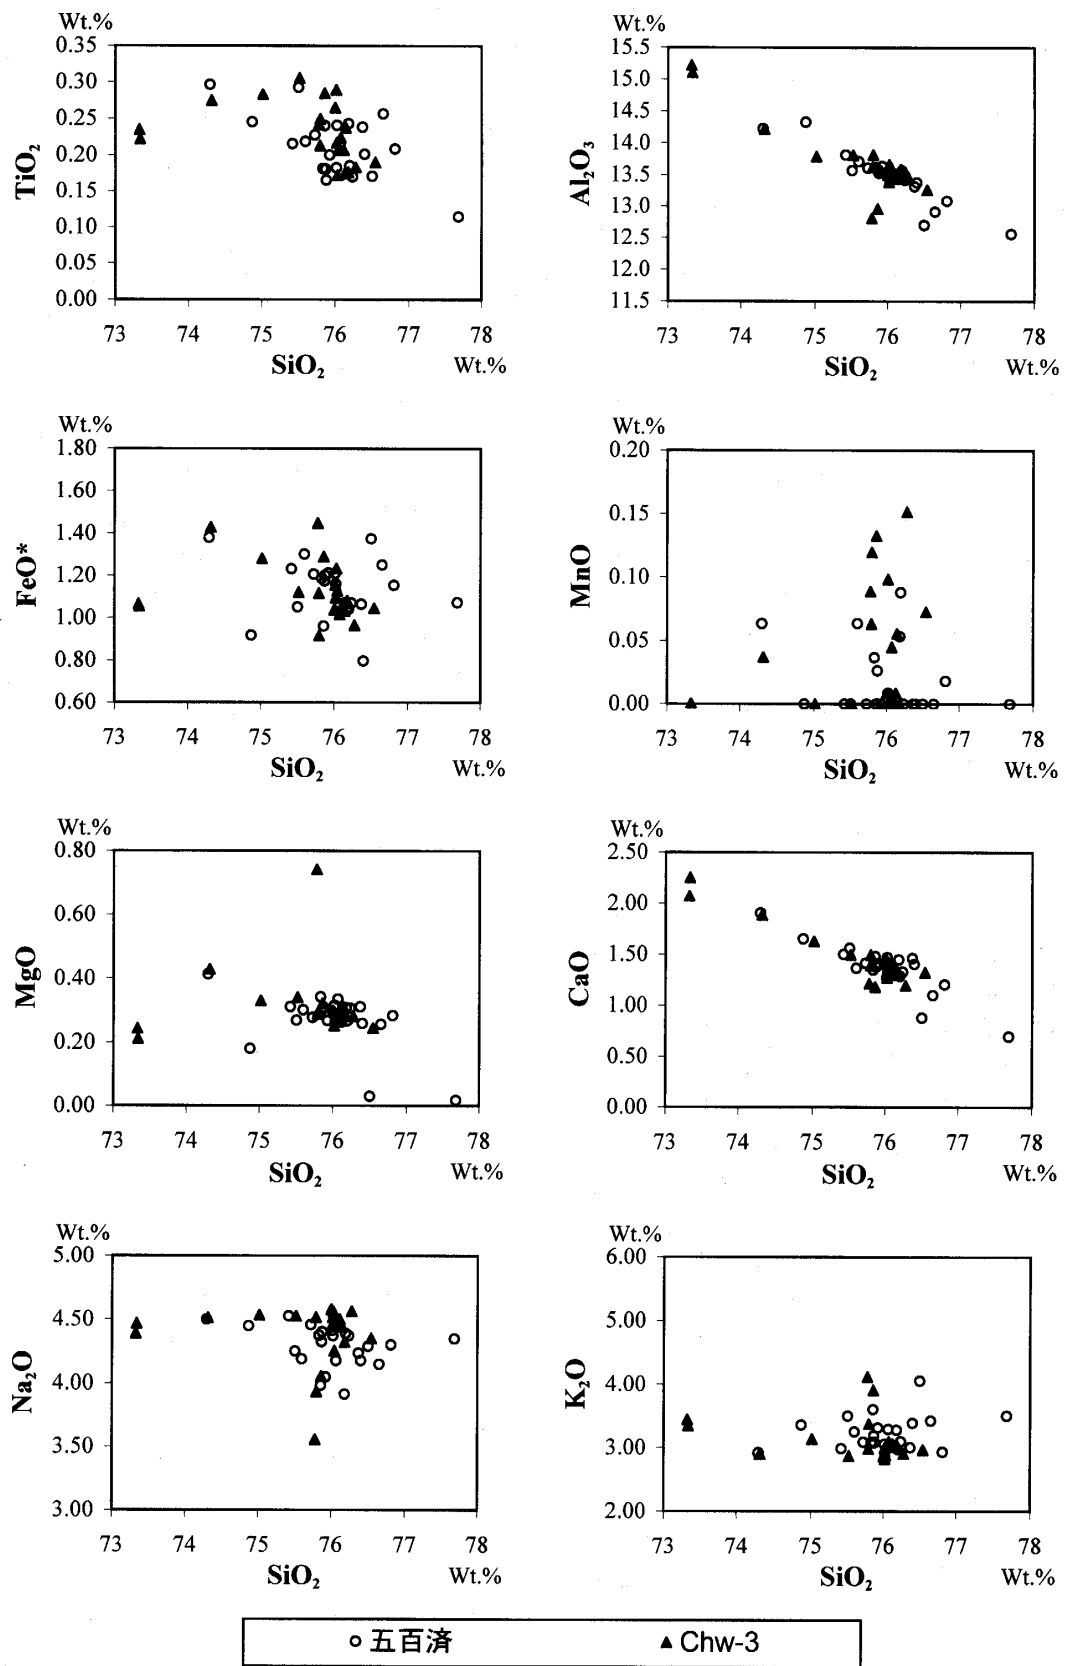 Wt.%
0.35
0.30
0.25
0.20
0.15
0.10
0.05
0.00
TiO₂
73 74 75 76 77 78
SiO₂ Wt.%
Wt.%
15.5
15.0
14.5
14.0
13.5
13.0
12.5
12.0
11.5
Al₂O₃
73 74 75 76 77 78
SiO₂ Wt.%
Wt.%
1.80
1.60
1.40
1.20
1.00
0.80
0.60
FeO*
73 74 75 76 77 78
SiO₂ Wt.%
Wt.%
0.20
0.15
0.10
0.05
0.00
MnO
73 74 75 76 77 78
SiO₂ Wt.%
Wt.%
0.80
0.60
0.40
0.20
0.00
MgO
73 74 75 76 77 78
SiO₂ Wt.%
Wt.%
2.50
2.00
1.50
1.00
0.50
0.00
CaO
73 74 75 76 77 78
SiO₂ Wt.%
Wt.%
5.00
4.50
4.00
3.50
3.00
Na₂O
73 74 75 76 77 78
SiO₂ Wt.%
Wt.%
6.00
5.00
4.00
3.00
2.00
K₂O
73 74 75 76 77 78
SiO₂ Wt.%
五百済 Chw-3